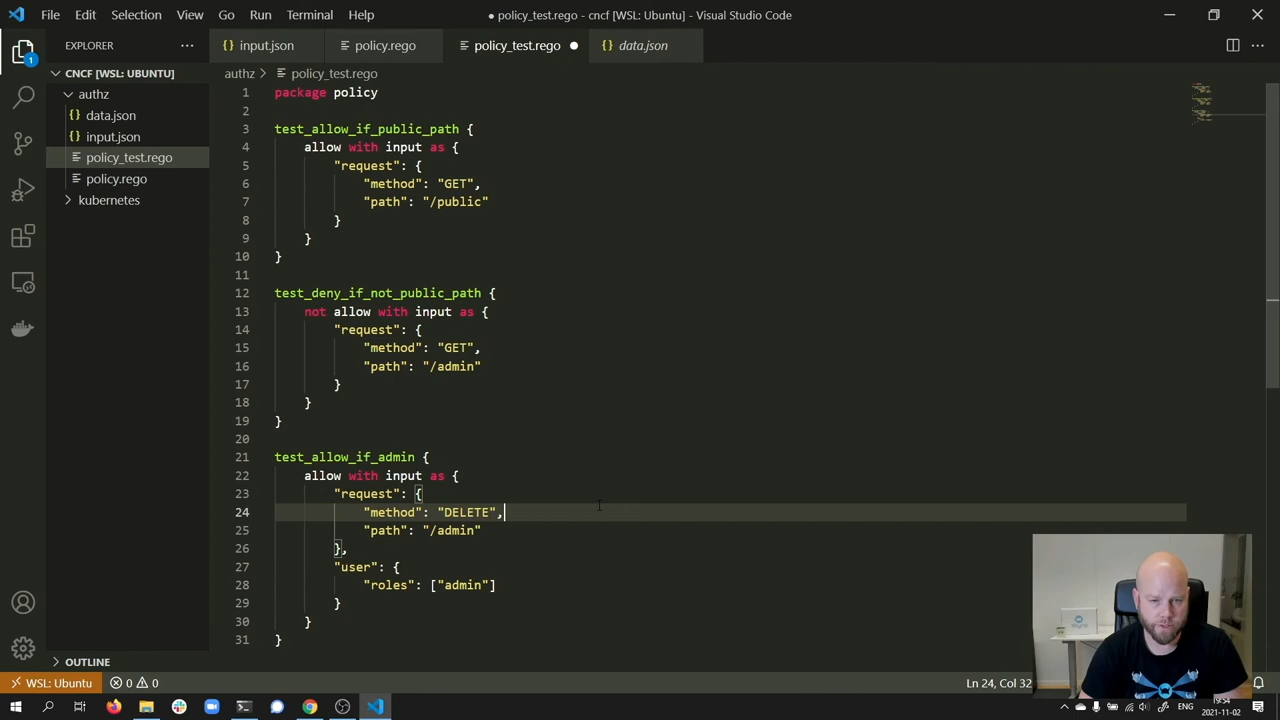 File Edit Selection View Go Run Terminal Help
● policy_test.rego - cncf [WSL: Ubuntu] - Visual Studio Code
EXPLORER
input.json
policy.rego
policy_test.rego
data.json
CNCF [WSL: UBUNTU]
authz
data.json
input.json
policy_test.rego
policy.rego
kubernetes
authz > policy_test.rego
1 package policy
2
3 test_allow_if_public_path {
4 allow with input as {
5 "request": {
6 "method": "GET",
7 "path": "/public"
8 }
9 }
10 }
11
12 test_deny_if_not_public_path {
13 not allow with input as {
14 "request": {
15 "method": "GET",
16 "path": "/admin"
17 }
18 }
19 }
20
21 test_allow_if_admin {
22 allow with input as {
23 "request": {
24 "method": "DELETE",
25 "path": "/admin"
26 },
27 "user": {
28 "roles": ["admin"]
29 }
30 }
31 }
1
OUTLINE
WSL: Ubuntu
0 0
Ln 24, Col 32
ENG
19:54
2021-11-02